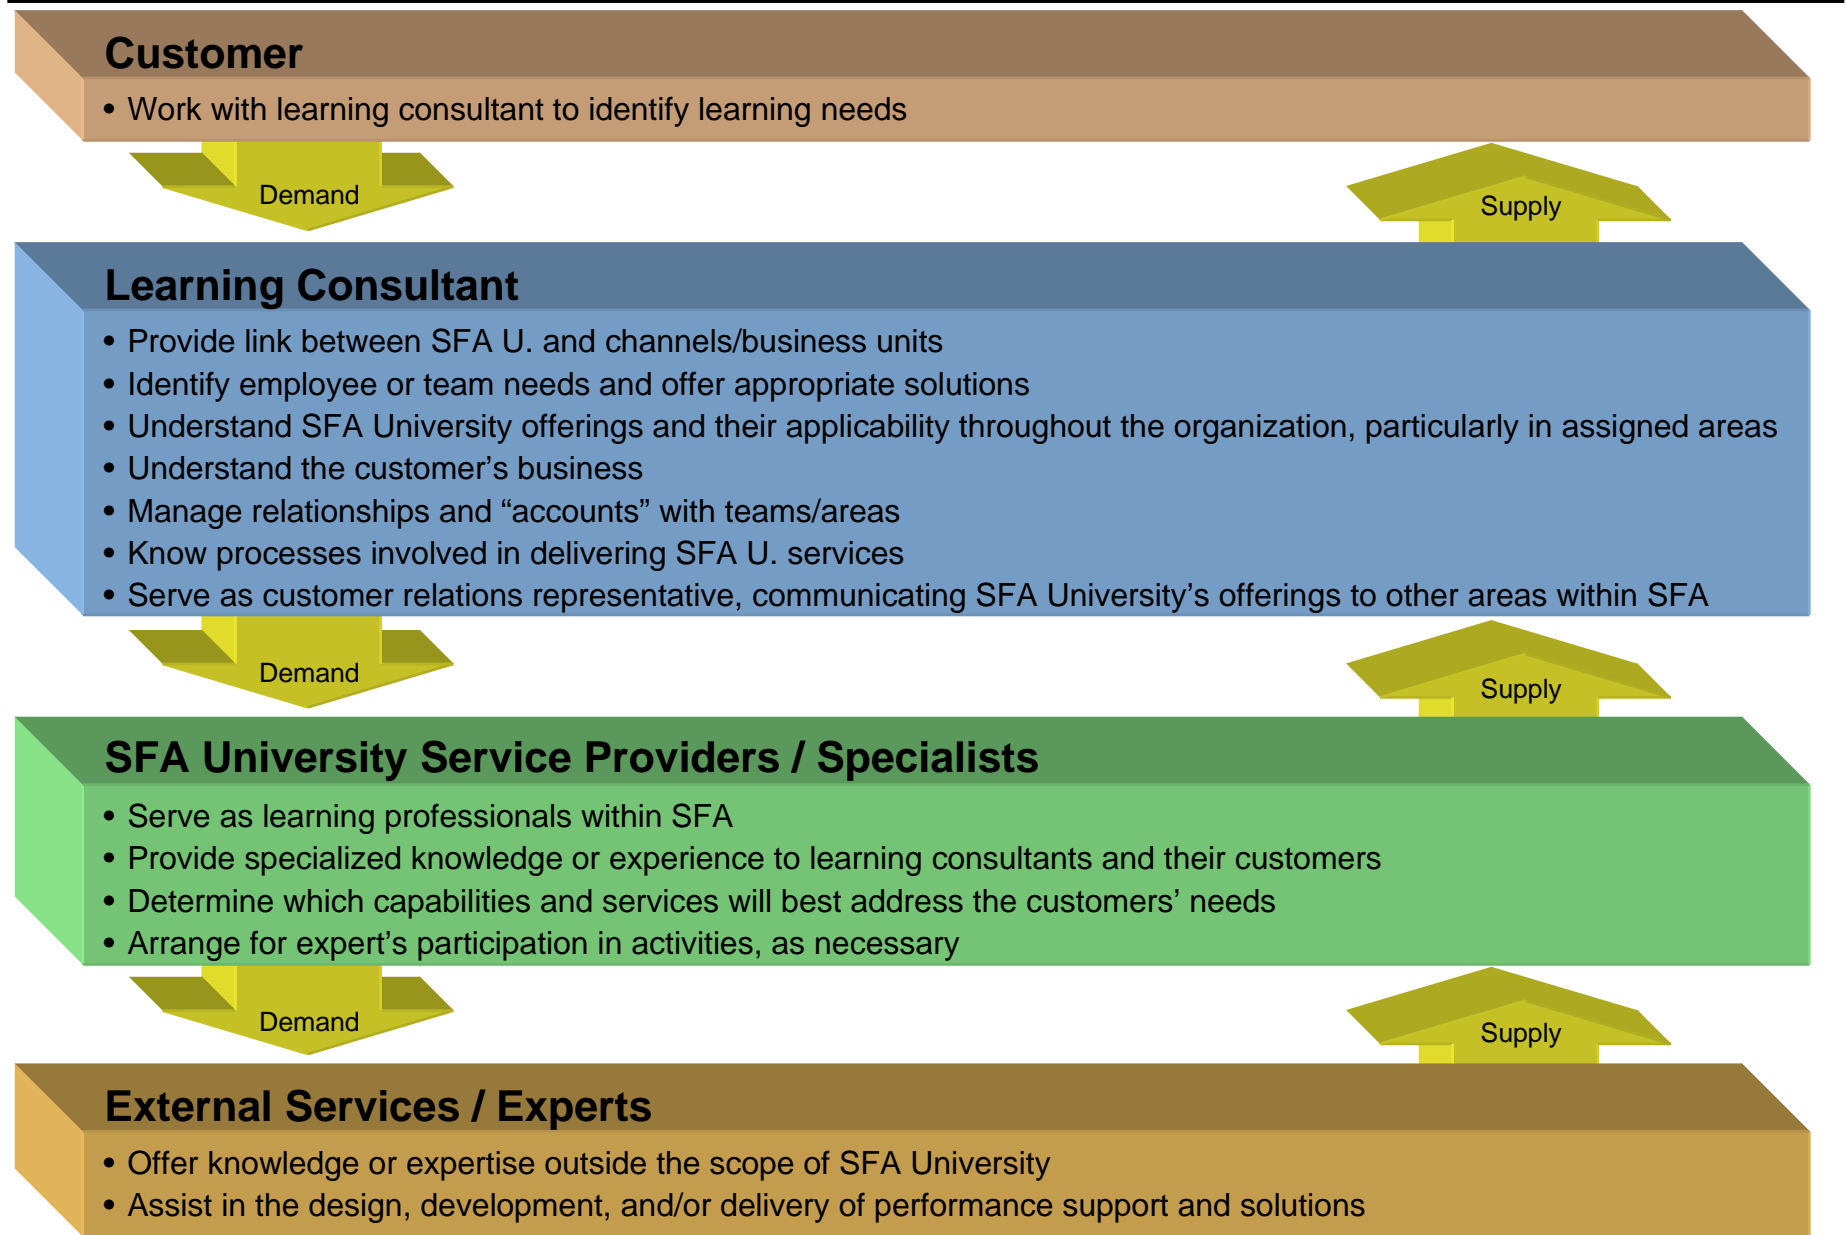 Customer
• Work with learning consultant to identify learning needs
Demand
Supply
Learning Consultant
• Provide link between SFA U. and channels/business units
• Identify employee or team needs and offer appropriate solutions
• Understand SFA University offerings and their applicability throughout the organization, particularly in assigned areas
• Understand the customer’s business
• Manage relationships and “accounts” with teams/areas
• Know processes involved in delivering SFA U. services
• Serve as customer relations representative, communicating SFA University’s offerings to other areas within SFA
Demand
Supply
SFA University Service Providers / Specialists
• Serve as learning professionals within SFA
• Provide specialized knowledge or experience to learning consultants and their customers
• Determine which capabilities and services will best address the customers’ needs
• Arrange for expert’s participation in activities, as necessary
Demand
Supply
External Services / Experts
• Offer knowledge or expertise outside the scope of SFA University
• Assist in the design, development, and/or delivery of performance support and solutions